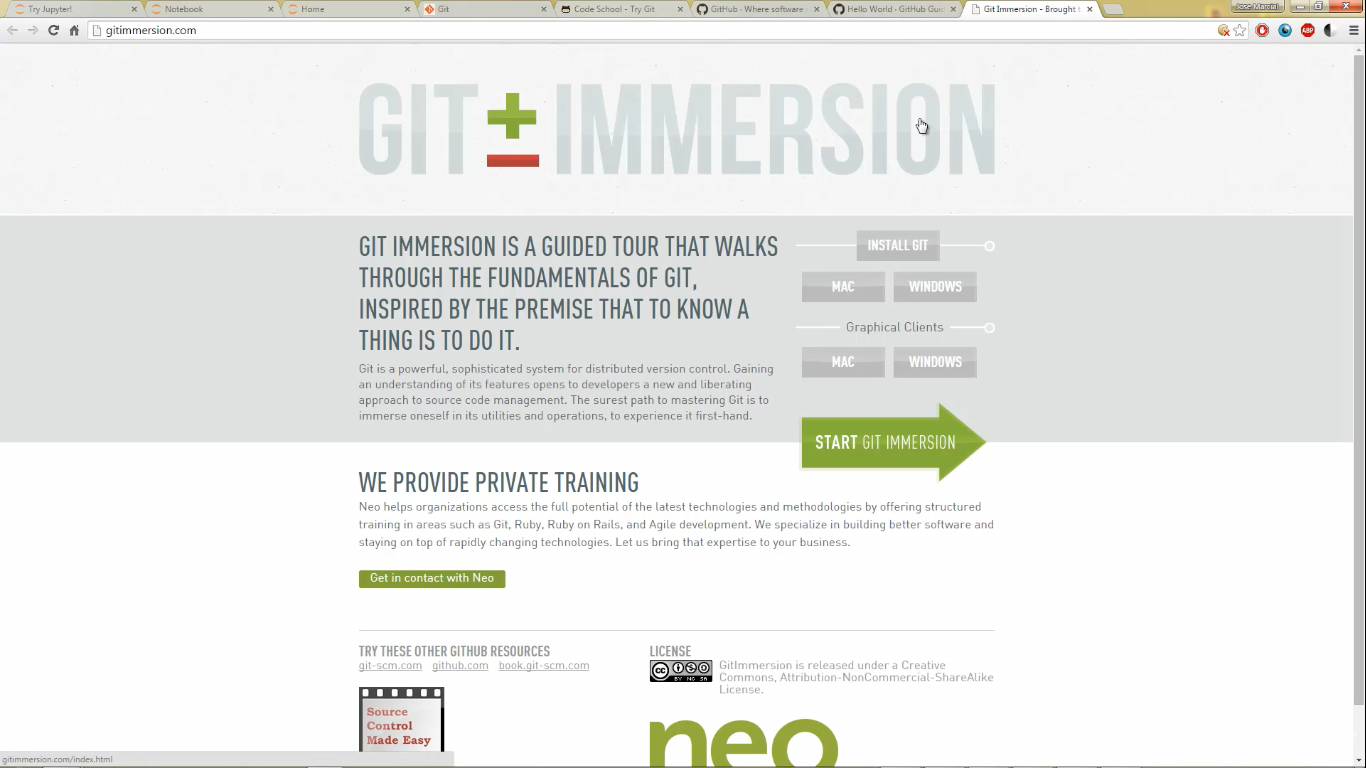 Try Jupyter!
Notebook
Home
Git
Code School - Try Git
GitHub - Where software
Hello World · GitHub Gui
Git Immersion - Brought t
Jose Marcial
gitimmersion.com
ABP
GIT IMMERSION
GIT IMMERSION IS A GUIDED TOUR THAT WALKS
THROUGH THE FUNDAMENTALS OF GIT,
INSPIRED BY THE PREMISE THAT TO KNOW A
THING IS TO DO IT.
Git is a powerful, sophisticated system for distributed version control. Gaining
an understanding of its features opens to developers a new and liberating
approach to source code management. The surest path to mastering Git is to
immerse oneself in its utilities and operations, to experience it first-hand.
INSTALL GIT
MAC
WINDOWS
Graphical Clients
MAC
WINDOWS
START GIT IMMERSION
WE PROVIDE PRIVATE TRAINING
Neo helps organizations access the full potential of the latest technologies and methodologies by offering structured
training in areas such as Git, Ruby, Ruby on Rails, and Agile development. We specialize in building better software and
staying on top of rapidly changing technologies. Let us bring that expertise to your business.
Get in contact with Neo
TRY THESE OTHER GITHUB RESOURCES
git-scm.com github.com book.git-scm.com
Source
Control
Made Easy
LICENSE
cc
BY NC SA
GitImmersion is released under a Creative
Commons, Attribution-NonCommercial-ShareAlike
License.
neo
gitimmersion.com/index.html